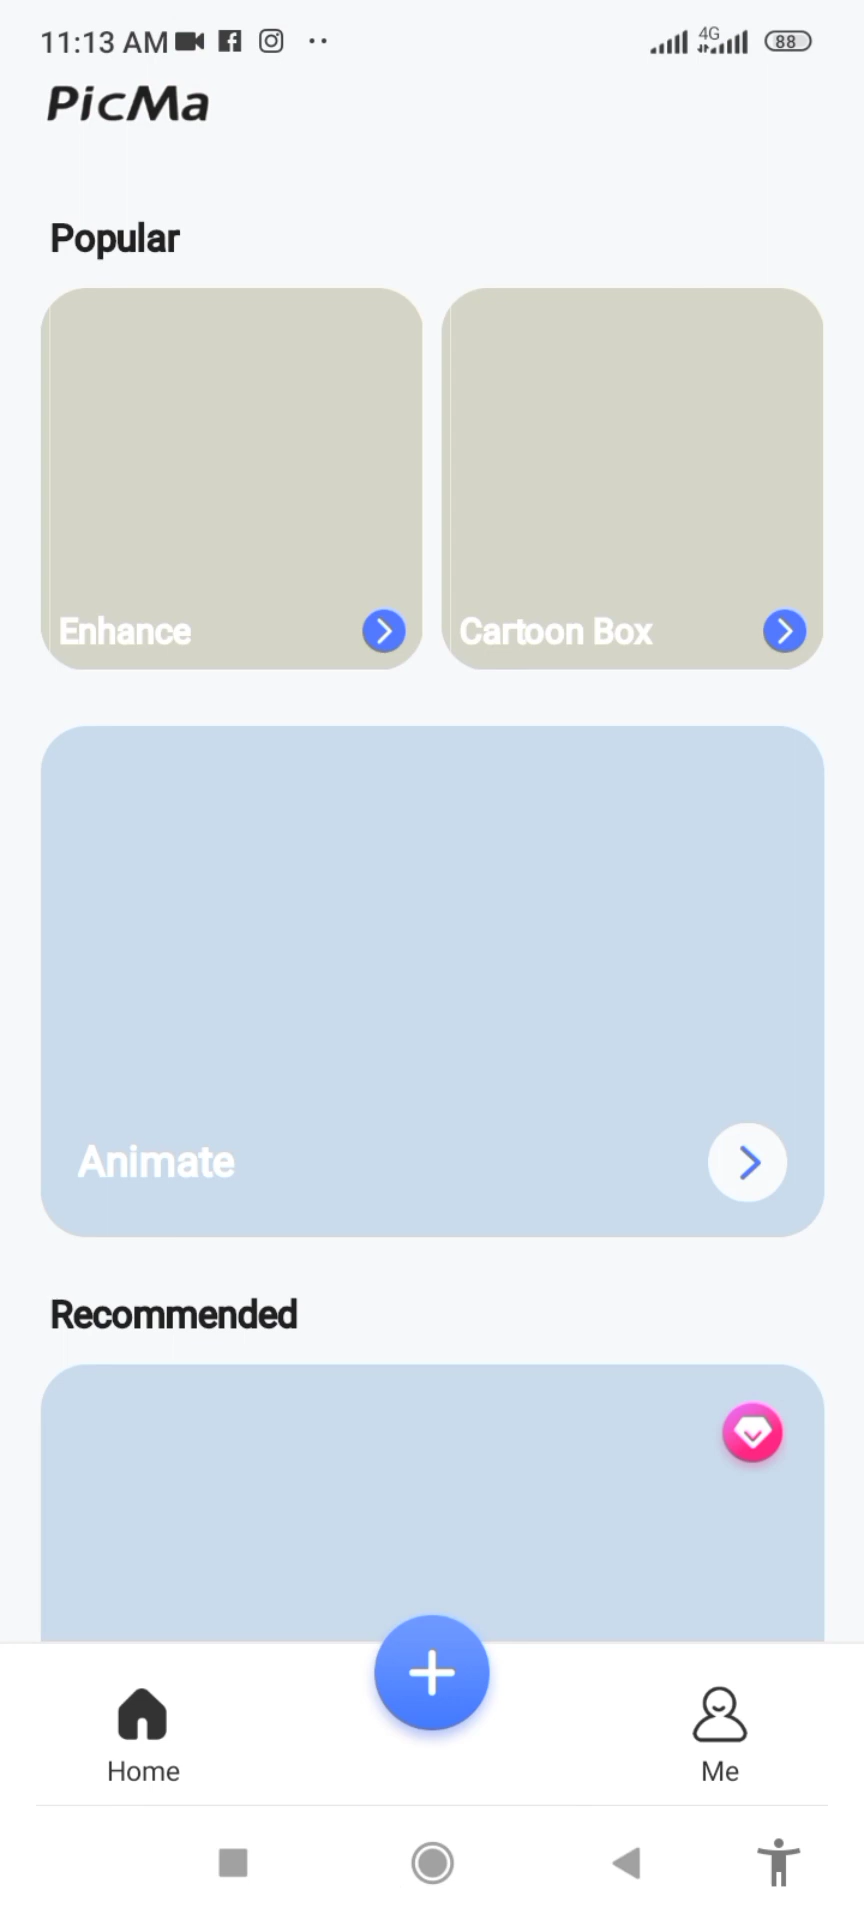 11:13 AM
4G
88
PicMa
Popular
Enhance
Cartoon Box
Animate
Recommended
Home
Me